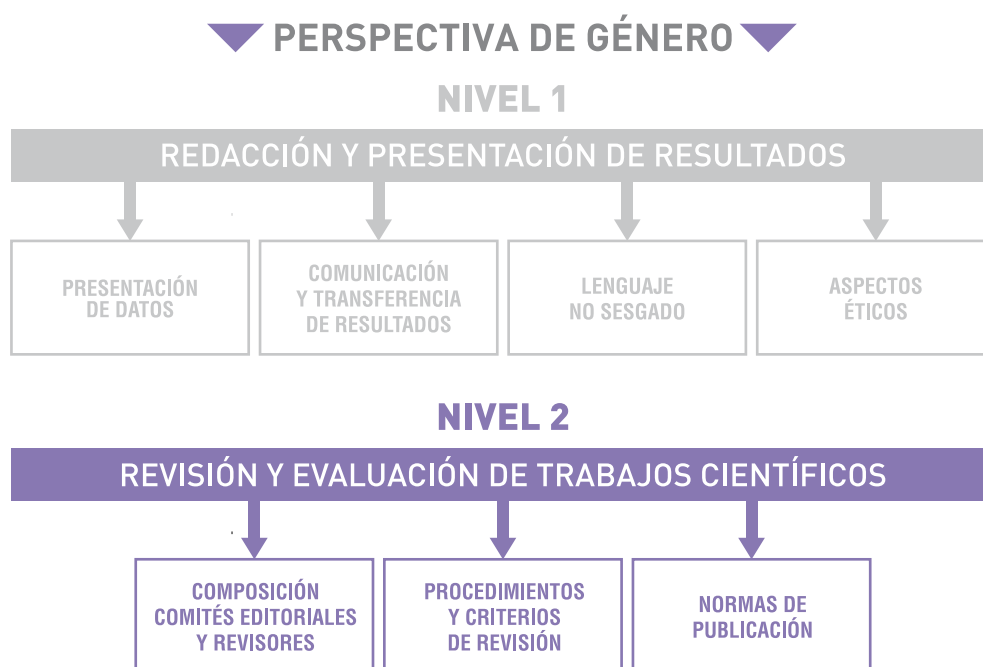 PERSPECTIVA DE GÉNERO
NIVEL 1
REDACCIÓN Y PRESENTACIÓN DE RESULTADOS
PRESENTACIÓN
DE DATOS
COMUNICACIÓN
Y TRANSFERENCIA
DE RESULTADOS
LENGUAJE
NO SESGADO
ASPECTOS
ÉTICOS
NIVEL 2
REVISIÓN Y EVALUACIÓN DE TRABAJOS CIENTÍFICOS
COMPOSICIÓN
COMITÉS EDITORIALES
Y REVISORES
PROCEDIMIENTOS
Y CRITERIOS
DE REVISIÓN
NORMAS DE
PUBLICACIÓN